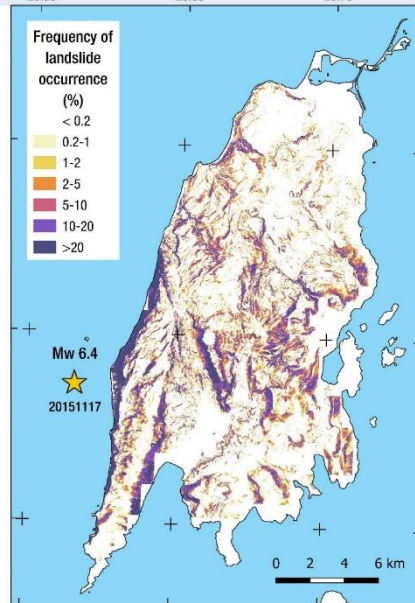 Frequency of
landslide
occurrence
(%)
< 0.2
0.2-1
1-2
2-5
5-10
10-20
>20
Mw 6.4
20151117
0 2 4 6 km